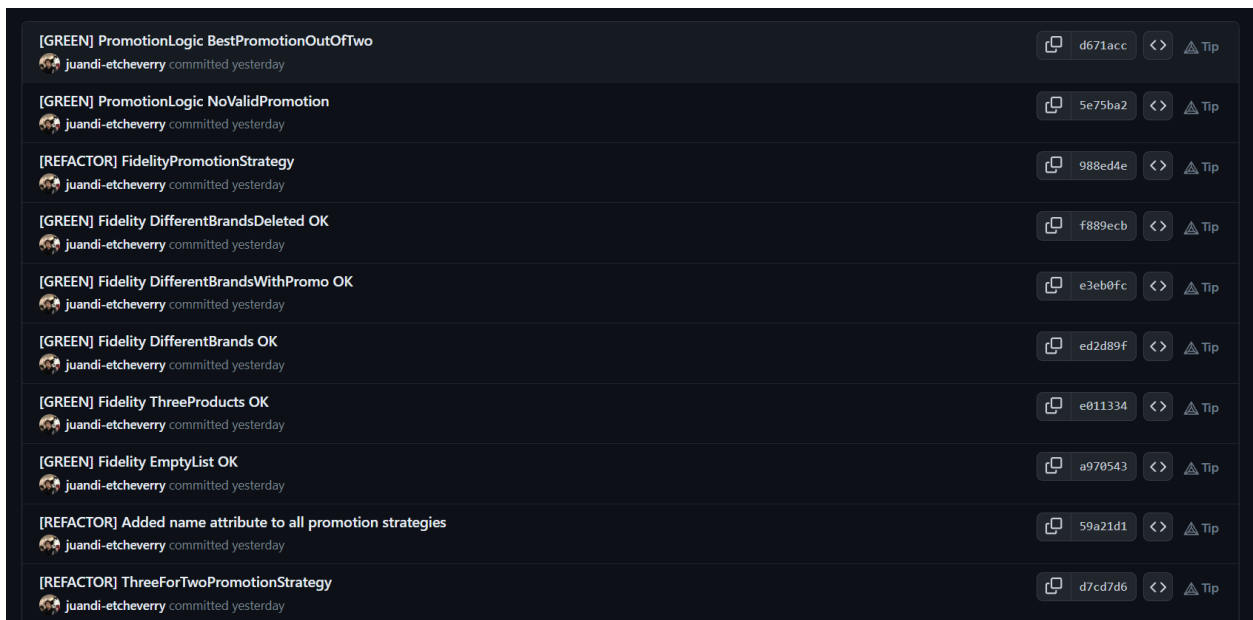 [GREEN] PromotionLogic BestPromotionOutOfTwo
juandi-etcheverry committed yesterday
d671acc
Tip
[GREEN] PromotionLogic NoValidPromotion
juandi-etcheverry committed yesterday
5e75ba2
Tip
[REFACTOR] FidelityPromotionStrategy
juandi-etcheverry committed yesterday
988ed4e
Tip
[GREEN] Fidelity DifferentBrandsDeleted OK
juandi-etcheverry committed yesterday
f889ecb
Tip
[GREEN] Fidelity DifferentBrandsWithPromo OK
juandi-etcheverry committed yesterday
e3eb0fc
Tip
[GREEN] Fidelity DifferentBrands OK
juandi-etcheverry committed yesterday
ed2d89f
Tip
[GREEN] Fidelity ThreeProducts OK
juandi-etcheverry committed yesterday
e011334
Tip
[GREEN] Fidelity EmptyList OK
juandi-etcheverry committed yesterday
a970543
Tip
[REFACTOR] Added name attribute to all promotion strategies
juandi-etcheverry committed yesterday
59a21d1
Tip
[REFACTOR] ThreeForTwoPromotionStrategy
juandi-etcheverry committed yesterday
d7cd7d6
Tip